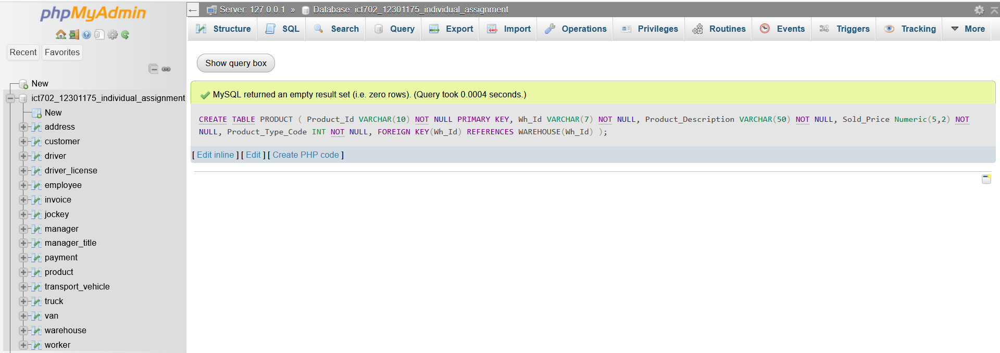 phpMyAdmin
Recent
Favorites
New
ict702_12301175_individual_assignment
New
address
customer
driver
driver_license
employee
invoice
jockey
manager
manager_title
payment
product
transport_vehicle
truck
van
warehouse
worker
Server: 127.0.0.1 » Database: ict702_12301175_individual_assignment
Structure SQL Search Query Export Import Operations Privileges Routines Events Triggers Tracking More
Show query box
MySQL returned an empty result set (i.e. zero rows). (Query took 0.0004 seconds.)
CREATE TABLE PRODUCT ( Product_Id VARCHAR(10) NOT NULL PRIMARY KEY, Wh_Id VARCHAR(7) NOT NULL, Product_Description VARCHAR(50) NOT NULL, Sold_Price Numeric(5,2) NOT
NULL, Product_Type_Code INT NOT NULL, FOREIGN KEY(Wh_Id) REFERENCES WAREHOUSE(Wh_Id) );
[ Edit inline ] [ Edit ] [ Create PHP code ]